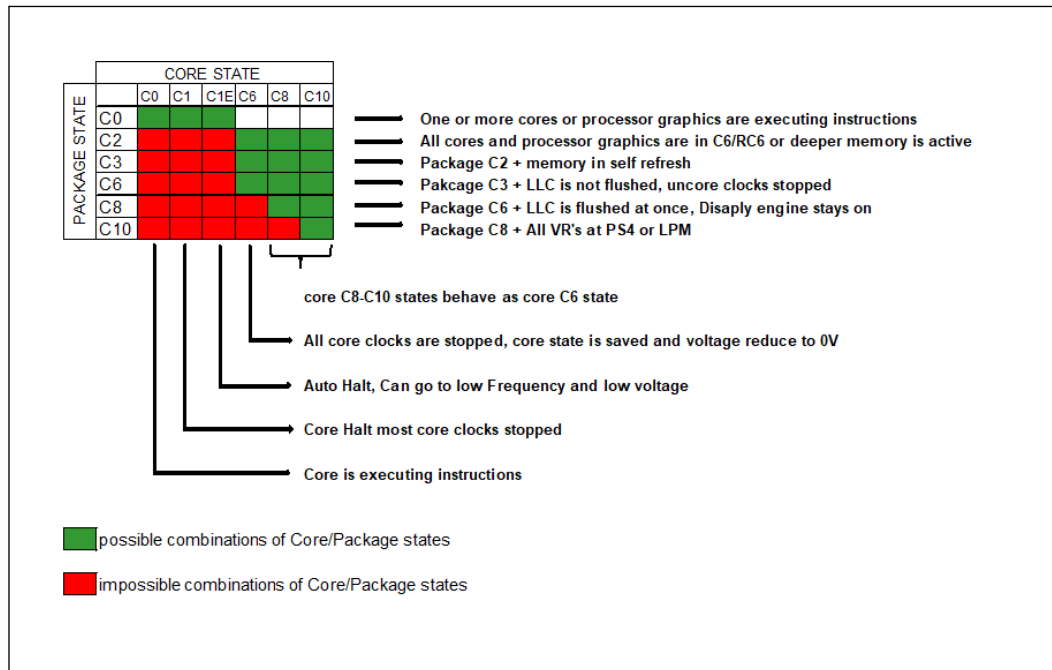 CORE STATE
PACKAGE STATE
C0 C1 C1E C6 C8 C10
C0
One or more cores or processor graphics are executing instructions
C2
All cores and processor graphics are in C6/RC6 or deeper memory is active
C3
Package C2 + memory in self refresh
C6
Pakcage C3 + LLC is not flushed, uncore clocks stopped
C8
Package C6 + LLC is flushed at once, Disaply engine stays on
C10
Package C8 + All VR's at PS4 or LPM
core C8-C10 states behave as core C6 state
All core clocks are stopped, core state is saved and voltage reduce to 0V
Auto Halt, Can go to low Frequency and low voltage
Core Halt most core clocks stopped
Core is executing instructions
possible combinations of Core/Package states
impossible combinations of Core/Package states